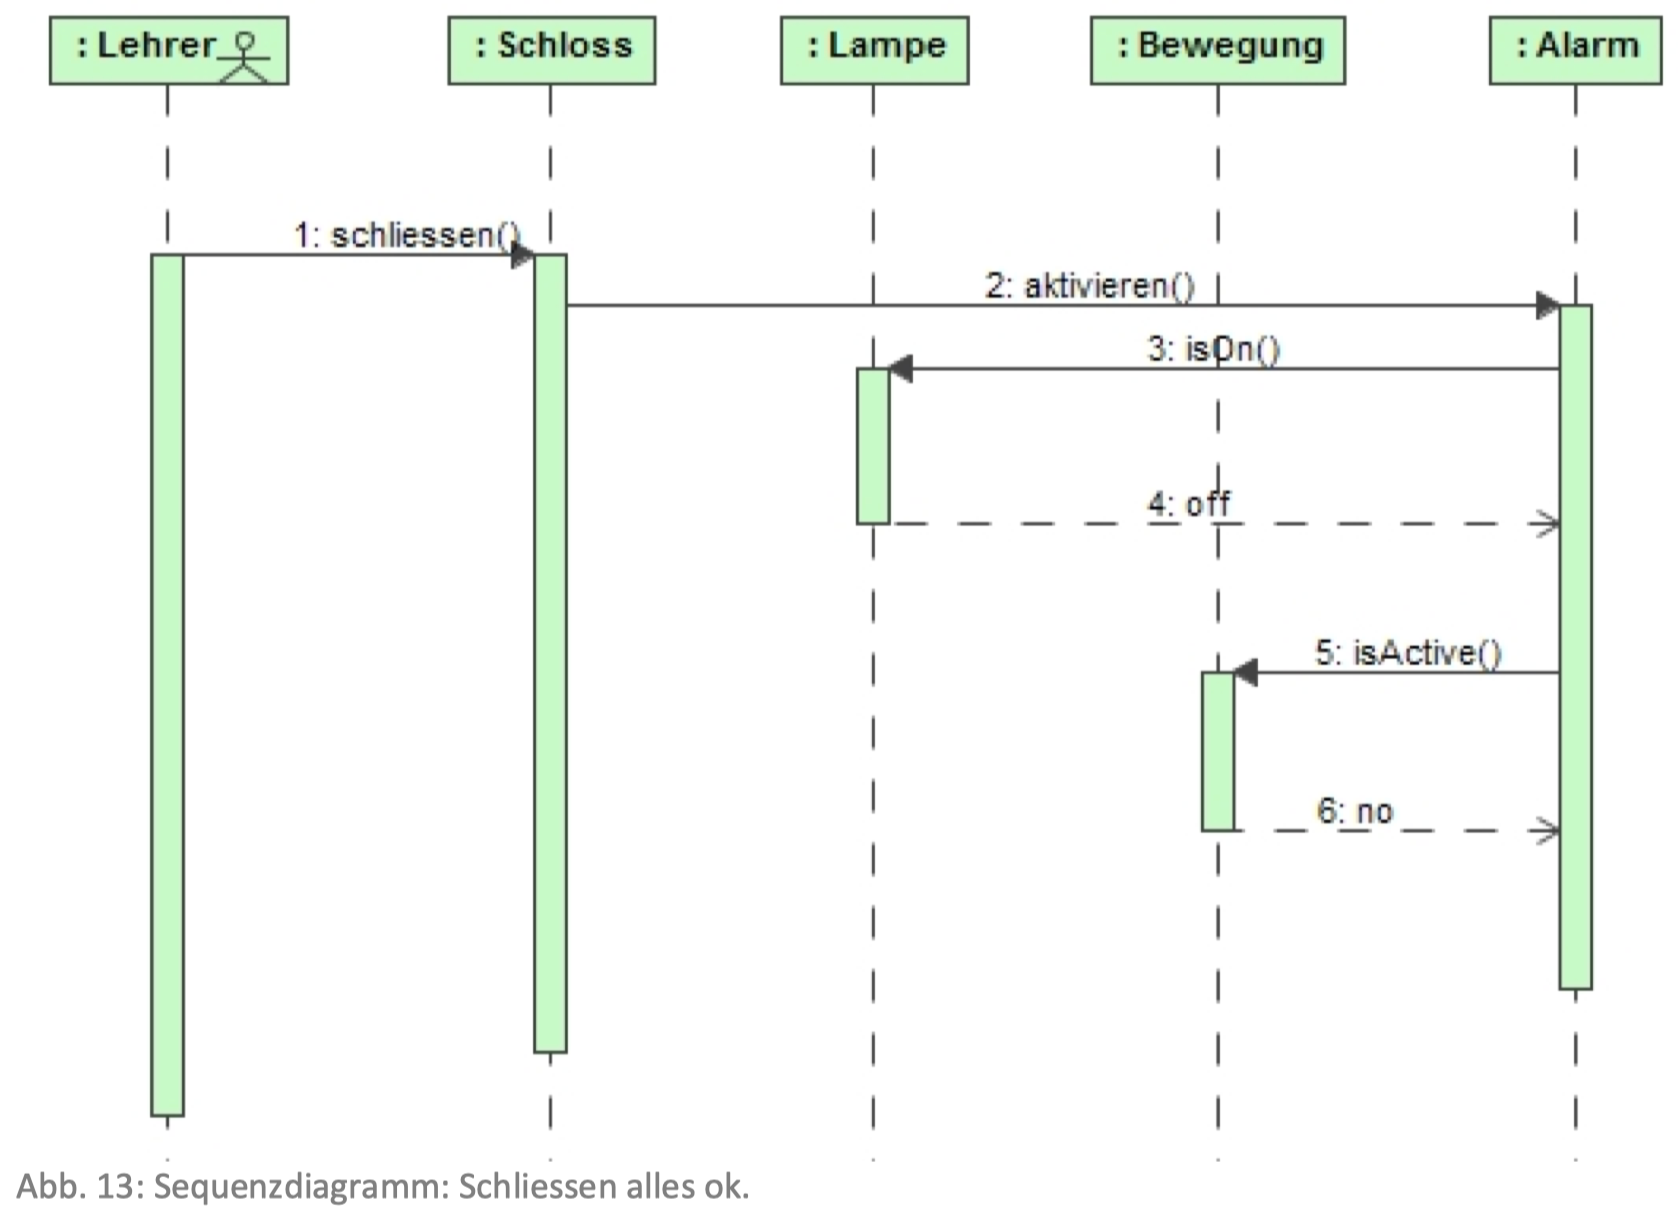 : Lehrer
: Schloss
: Lampe
: Bewegung
: Alarm
1: schliessen()
2: aktivieren()
3: isOn()
4: off
5: isActive()
6: no
Abb. 13: Sequenzdiagramm: Schliessen alles ok.